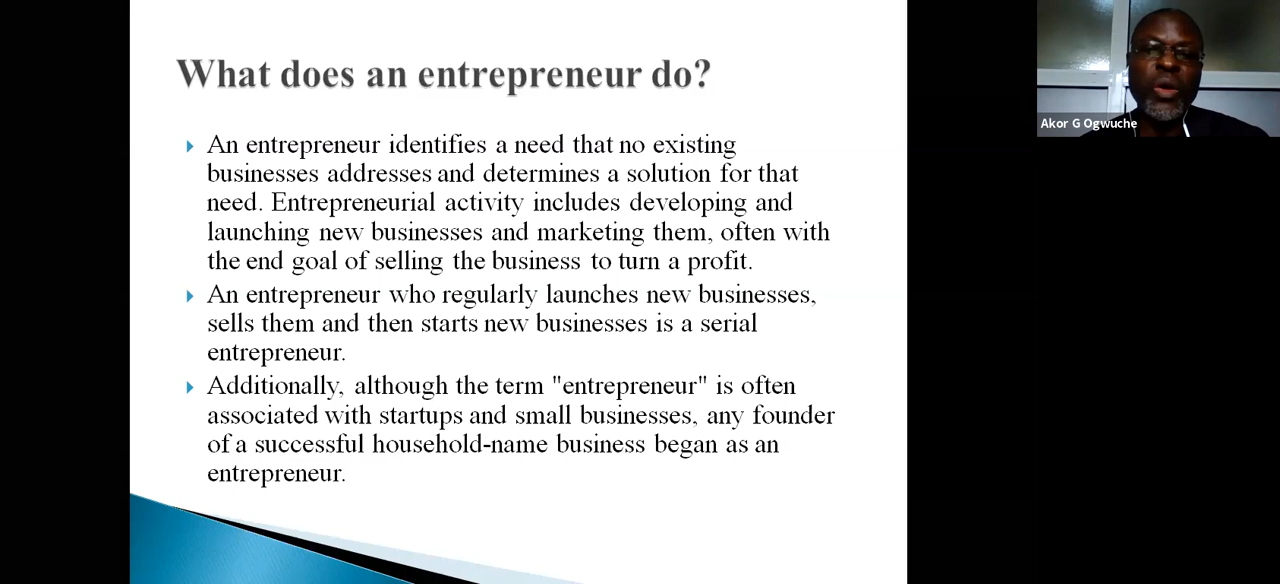 What does an entrepreneur do?
An entrepreneur identifies a need that no existing
businesses addresses and determines a solution for that
need. Entrepreneurial activity includes developing and
launching new businesses and marketing them, often with
the end goal of selling the business to turn a profit.
An entrepreneur who regularly launches new businesses,
sells them and then starts new businesses is a serial
entrepreneur.
Additionally, although the term "entrepreneur" is often
associated with startups and small businesses, any founder
of a successful household-name business began as an
entrepreneur.
Akor G Ogwuche